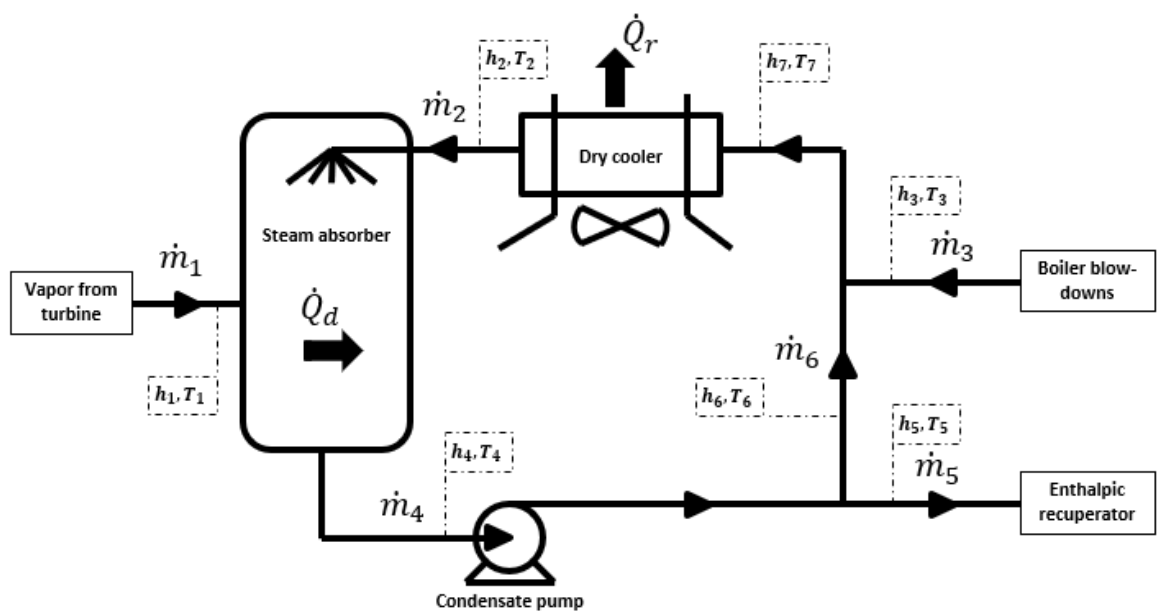 Q̇ᵣ
h₂, T₂
h₇, T₇
ṁ₂
Dry cooler
h₃, T₃
Steam absorber
ṁ₁
ṁ₃
Vapor from
turbine
Boiler blow-
downs
Q̇d
ṁ₆
h₁, T₁
h₆, T₆
h₅, T₅
h₄, T₄
ṁ₅
ṁ₄
Enthalpic
recuperator
Condensate pump